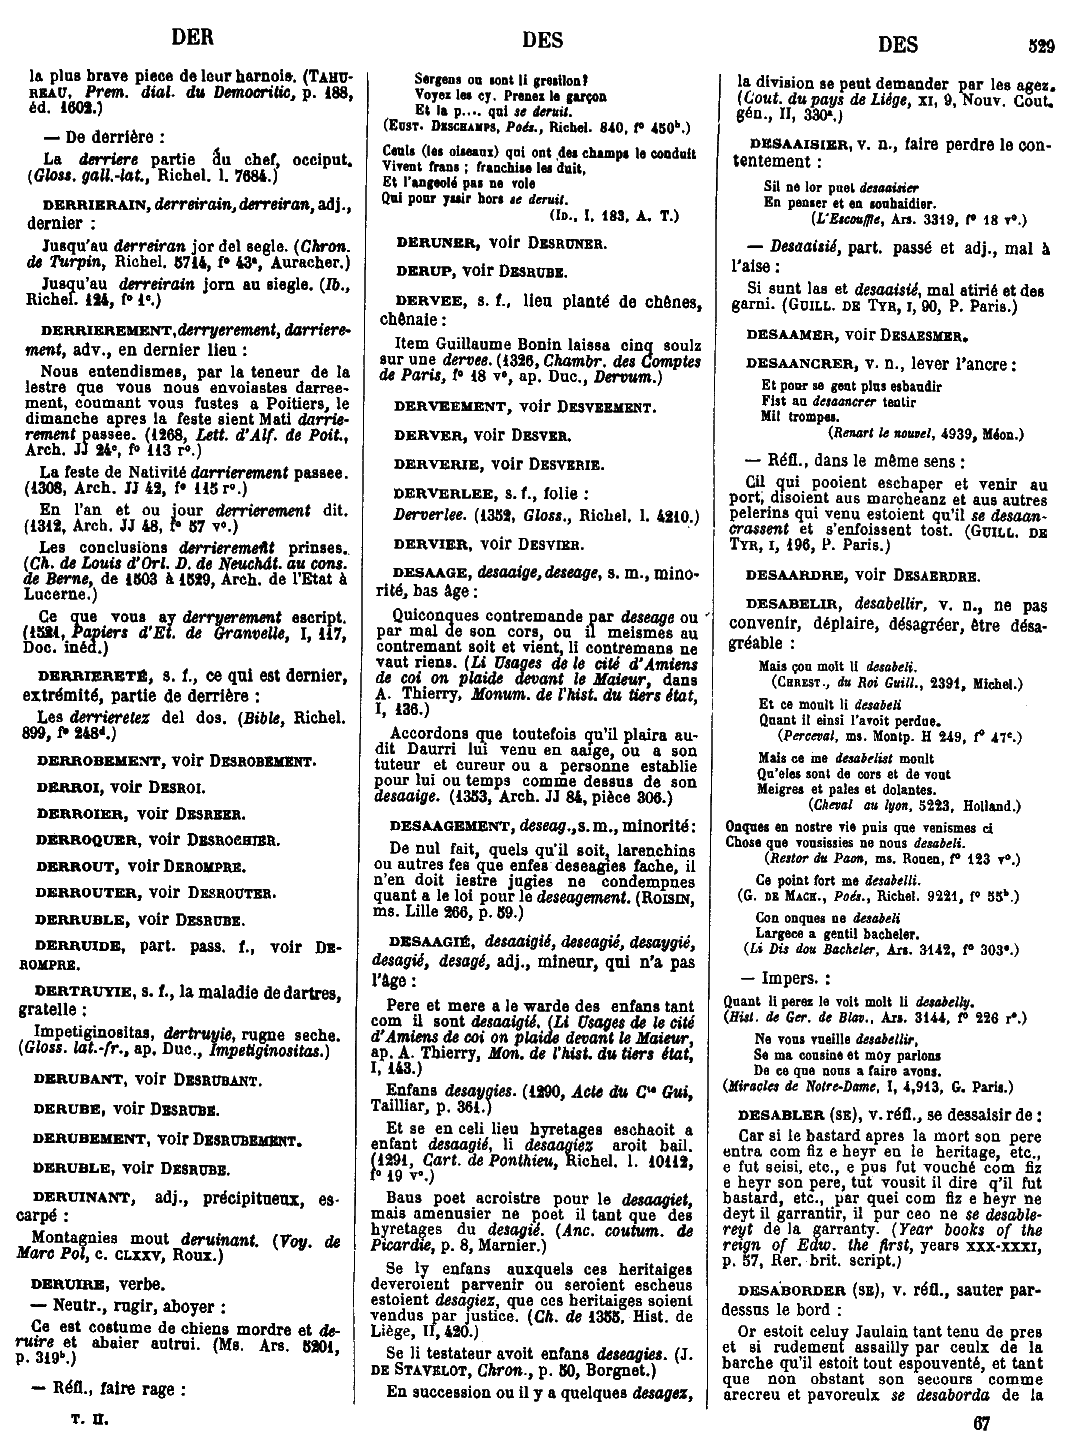 DER
DES
DES
529
la plus brave piece de leur harnois. (TAHU-
REAU, Prem. dial. du Democritic, p. 188,
éd. 1602.)
— De derrière :
La derriere partie du chef, occiput.
(Gloss. gall.-lat., Richel. l. 7684.)
DERRIERAIN, derreirain, derreiran, adj.,
dernier :
Jusqu'au derreiran jor del segle. (Chron.
de Turpin, Richel. 5714, f° 43ª, Auracher.)
Jusqu'au derreirain jorn au siegle. (Ib.,
Richel. 124, f° 1ᶜ.)
DERRIEREMENT, derryerement, darriere-
ment, adv., en dernier lieu :
Nous entendismes, par la teneur de la
lestre que vous nous envoiastes darree-
ment, coumant vous fustes a Poitiers, le
dimanche apres la feste sient Mati darrie-
rement passee. (1268, Lett. d'Alf. de Poit.,
Arch. JJ 24ᶜ, f° 113 r°.)
La feste de Nativité darrierement passee.
(1308, Arch. JJ 42, f° 115 r°.)
En l'an et ou jour derrierement dit.
(1312, Arch. JJ 48, f° 57 v°.)
Les conclusions derrierement prinses.
(Ch. de Louis d'Orl. D. de Neuchât. au cons.
de Berne, de 1503 à 1529, Arch. de l'Etat à
Lucerne.)
Ce que vous ay derryerement escript.
(1521, Papiers d'Et. de Granvelle, I, 117,
Doc. inéd.)
DERRIERETÉ, s. f., ce qui est dernier,
extrémité, partie de derrière :
Les derrieretez del dos. (Bible, Richel.
899, f° 248ᵈ.)
DERROBEMENT, voir DESROBEMENT.
DERROI, voir DESROI.
DERROIER, voir DESREER.
DERROQUER, voir DESROCHIER.
DERROUT, voir DEROMPRE.
DERROUTER, voir DESROUTER.
DERRUBLE, voir DESRUBE.
DERRUIDE, part. pass. f., voir DE-
ROMPRE.
DERTRUYIE, s. f., la maladie de dartres,
gratelle :
Impetiginositas, dertruyie, rugne seche.
(Gloss. lat.-fr., ap. Duc., Impetiginositas.)
DERUBANT, voir DESRUBANT.
DERUBE, voir DESRUBE.
DERUBEMENT, voir DESRUBEMENT.
DERUBLE, voir DESRUBE.
DERUINANT, adj., précipitueux, es-
carpé :
Montagnies mout deruinant. (Voy. de
Marc Pol, c. CLXXV, Roux.)
DERUIRE, verbe.
— Neutr., rugir, aboyer :
Ce est costume de chiens mordre et de-
ruire et abaier autrui. (Ms. Ars. 5201,
p. 319ᵇ.)
— Réfl., faire rage :
T. II.
Sergens ou sont li gresilon?
Voyez les cy. Prenez le garçon
Et la p.... qui se deruit.
(EUST. DESCHAMPS, Poés., Richel. 840, f° 450ᵇ.)
Ceuls (les oiseaux) qui ont des champs le conduit
Vivent frans ; franchise les duit,
Et l'angeolé pas ne vole
Qui pour yssir hors se deruit.
(ID., I, 183, A. T.)
DERUNER, voir DESRUNER.
DERUP, voir DESRUBE.
DERVEE, s. f., lieu planté de chênes,
chênaie :
Item Guillaume Bonin laissa cinq soulz
sur une dervee. (1326, Chambr. des Comptes
de Paris, f° 18 v°, ap. Duc., Dervum.)
DERVEEMENT, voir DESVEEMENT.
DERVER, voir DESVER.
DERVERIE, voir DESVERIE.
DERVERLEE, s. f., folie :
Derverlee. (1352, Gloss., Richel. l. 4210.)
DERVIER, voir DESVIER.
DESAAGE, desaaige, deseage, s. m., mino-
rité, bas âge :
Quiconques contremande par deseage ou
par mal de son cors, ou il meismes au
contremant soit et vient, li contremans ne
vaut riens. (Li Usages de le cité d'Amiens
de coi on plaide devant le Maieur, dans
A. Thierry, Monum. de l'hist. du tiers état,
I, 136.)
Accordons que toutefois qu'il plaira au-
dit Daurri lui venu en aaige, ou a son
tuteur et cureur ou a personne establie
pour lui ou temps comme dessus de son
desaaige. (1353, Arch. JJ 84, pièce 306.)
DESAAGEMENT, deseag., s. m., minorité :
De nul fait, quels qu'il soit, larenchins
ou autres fes que enfes deseagies fache, il
n'en doit iestre jugies ne condempnes
quant a le loi pour le deseagement. (ROISIN,
ms. Lille 266, p. 59.)
DESAAGIÉ, desaaigié, deseagié, desaygié,
desagié, desagé, adj., mineur, qui n'a pas
l'âge :
Pere et mere a le warde des enfans tant
com il sont desaaigié. (Li Usages de le cité
d'Amiens de coi on plaide devant le Maieur,
ap. A. Thierry, Mon. de l'hist. du tiers état,
I, 143.)
Enfans desaygies. (1290, Acte du Cᵗᵉ Gui,
Tailliar, p. 361.)
Et se en celi lieu hyretages eschaoit a
enfant desaagié, li desaagiez aroit bail.
(1291, Cart. de Ponthieu, Richel. l. 10112,
f° 19 v°.)
Baus poet acroistre pour le desaagiet,
mais amenusier ne poet il tant que des
hyretages du desagié. (Anc. coutum. de
Picardie, p. 8, Marnier.)
Se ly enfans auxquels ces heritaiges
deveroient parvenir ou seroient escheus
estoient desagiez, que ces heritaiges soient
vendus par justice. (Ch. de 1355, Hist. de
Liège, II, 420.)
Se li testateur avoit enfans deseagies. (J.
DE STAVELOT, Chron., p. 50, Borgnet.)
En succession ou il y a quelques desagez,
la division se peut demander par les agez.
(Cout. du pays de Liége, XI, 9, Nouv. Cout.
gén., II, 330ª.)
DESAAISIER, v. n., faire perdre le con-
tentement :
Sil ne lor puet desaaisier
En penser et en souhaidier.
(L'Escouffle, Ars. 3319, f° 18 v°.)
— Desaaisié, part. passé et adj., mal à
l'aise :
Si sunt las et desaaisié, mal atirié et des
garni. (GUILL. DE TYR, I, 90, P. Paris.)
DESAAMER, voir DESAESMER.
DESAANCRER, v. n., lever l'ancre :
Et pour se gent plus esbaudir
Fist au desaancrer tentir
Mil trompes.
(Renart le nouvel, 4939, Méon.)
— Réfl., dans le même sens :
Cil qui pooient eschaper et venir au
port, disoient aus marcheanz et aus autres
pelerins qui venu estoient qu'il se desaan-
crassent et s'enfoissent tost. (GUILL. DE
TYR, I, 196, P. Paris.)
DESAARDRE, voir DESAERDRE.
DESABELIR, desabellir, v. n., ne pas
convenir, déplaire, désagréer, être désa-
gréable :
Mais çou molt li desabeli.
(CHREST., du Roi Guill., 2391, Michel.)
Et ce moult li desabeli
Quant il einsi l'avoit perdue.
(Perceval, ms. Montp. H 249, f° 47ᶜ.)
Mais ce me desabelist moult
Qu'eles sont de cors et de vout
Meigres et pales et dolantes.
(Cheval au lyon, 5223, Holland.)
Onques en nostre vie puis que venismes ci
Chose que vousissies ne nous desabeli.
(Restor du Paon, ms. Rouen, f° 123 v°.)
Ce point fort me desabelli.
(G. DE MACH., Poés., Richel. 9221, f° 55ᵇ.)
Con onques ne desabeli
Largece a gentil bacheler.
(Li Dis dou Bacheler, Ars. 3142, f° 303ª.)
— Impers. :
Quant li perez le voit molt li desabelly.
(Hist. de Ger. de Blav., Ars. 3144, f° 226 r°.)
Ne vous vueille desabellir,
Se ma cousine et moy parlons
De ce que nous a faire avons.
(Miracles de Notre-Dame, I, 4,913, G. Paris.)
DESABLER (SE), v. réfl., se dessaisir de :
Car si le bastard apres la mort son pere
entra com fiz e heyr en le heritage, etc.,
e fut seisi, etc., e pus fut vouché com fiz
e heyr son pere, tut vousit il dire q'il fut
bastard, etc., par quei com fiz e heyr ne
deyt il garrantir, il pur ceo ne se desable-
reyt de la garranty. (Year books of the
reign of Edw. the first, years XXX-XXXI,
p. 57, Rer. brit. script.)
DESABORDER (SE), v. réfl., sauter par-
dessus le bord :
Or estoit celuy Jaulain tant tenu de pres
et si rudement assailly par ceulx de la
barche qu'il estoit tout espouventé, et tant
que non obstant son secours comme
arecreu et pavoreulx se desaborda de la
67